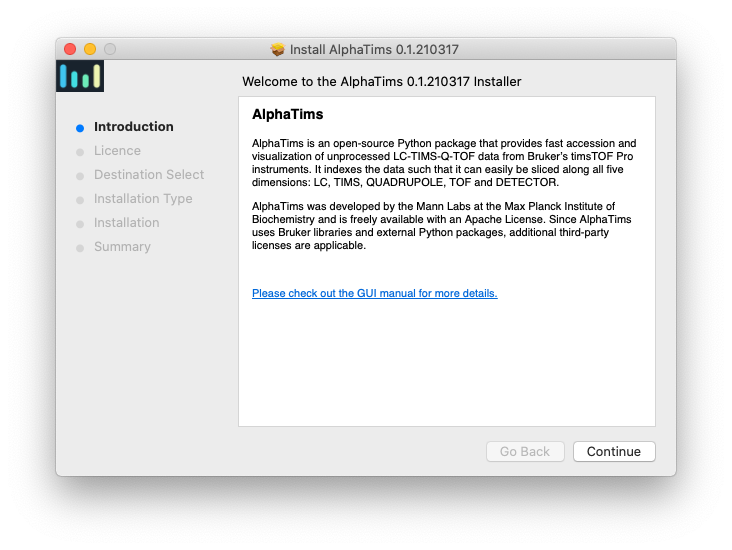 Install AlphaTims 0.1.210317
Welcome to the AlphaTims 0.1.210317 Installer
Introduction
Licence
Destination Select
Installation Type
Installation
Summary
AlphaTims
AlphaTims is an open-source Python package that provides fast accession and
visualization of unprocessed LC-TIMS-Q-TOF data from Bruker's timsTOF Pro
instruments. It indexes the data such that it can easily be sliced along all five
dimensions: LC, TIMS, QUADRUPOLE, TOF and DETECTOR.
AlphaTims was developed by the Mann Labs at the Max Planck Institute of
Biochemistry and is freely available with an Apache License. Since AlphaTims
uses Bruker libraries and external Python packages, additional third-party
licenses are applicable.
Please check out the GUI manual for more details.
Go Back
Continue